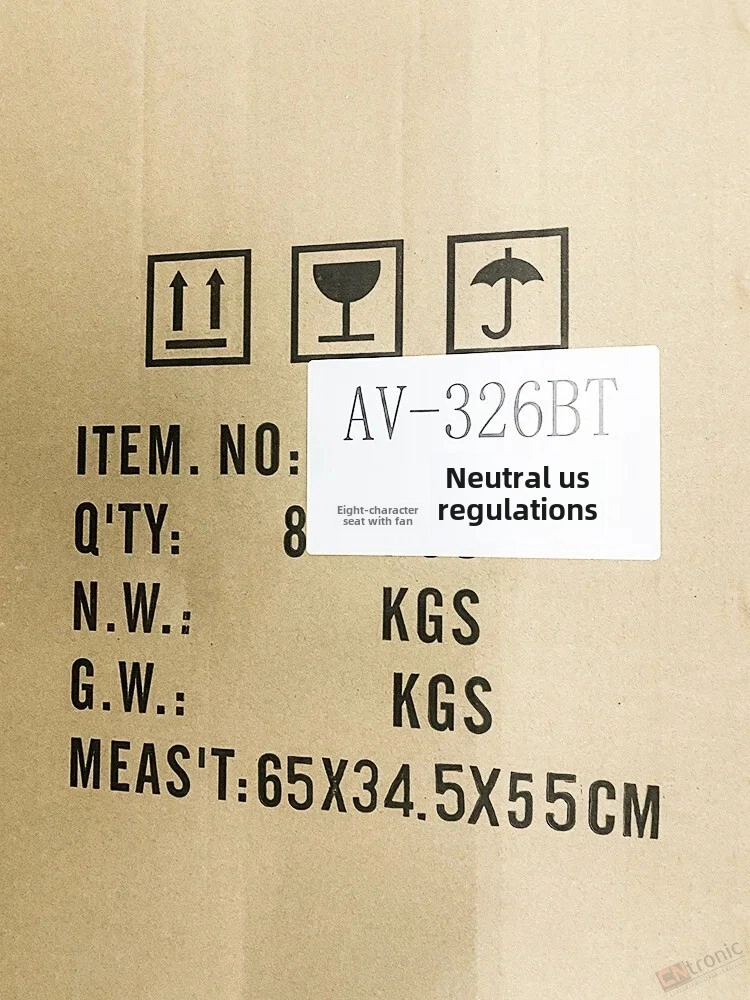 AV-326BT
Neutral us
regulations
Eight-character
seat with fan
ITEM. NO:
Q'TY: 8
N.W.: KGS
G.W.: KGS
MEAS'T:65X34.5X55CM
CNtronic